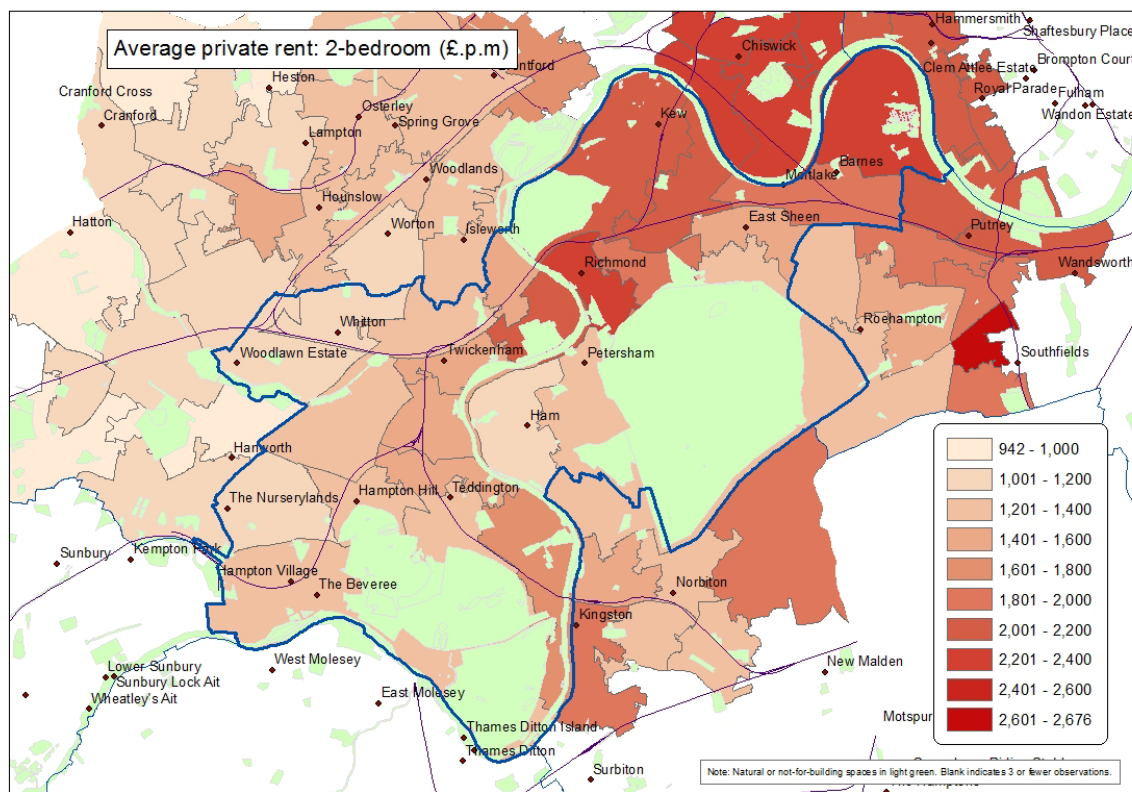 Average private rent: 2-bedroom (£.p.m)
Hammersmith
Shaftesbury Place
Chiswick
Brompton Court
Clem Attlee Estate
Heston
Cranford Cross
Royal Parade
Fulham
Osterley
Wandon Estate
Cranford
Spring Grove
Kew
Lampton
Barnes
Woodlands
Mortlake
Hounslow
East Sheen
Hatton
Worton
Isleworth
Putney
Richmond
Wandsworth
Whitton
Roehampton
Woodlawn Estate
Twickenham
Petersham
Southfields
Ham
Hanworth
The Nurserylands
Hampton Hill
Teddington
Sunbury
Kempton Park
Hampton Village
The Beveree
Norbiton
Kingston
West Molesey
New Malden
Lower Sunbury
Sunbury Lock Ait
East Molesey
Wheatley's Ait
Motspur
Thames Ditton Island
Thames Ditton
Surbiton
942 - 1,000
1,001 - 1,200
1,201 - 1,400
1,401 - 1,600
1,601 - 1,800
1,801 - 2,000
2,001 - 2,200
2,201 - 2,400
2,401 - 2,600
2,601 - 2,676
Note: Natural or not-for-building spaces in light green. Blank indicates 3 or fewer observations.